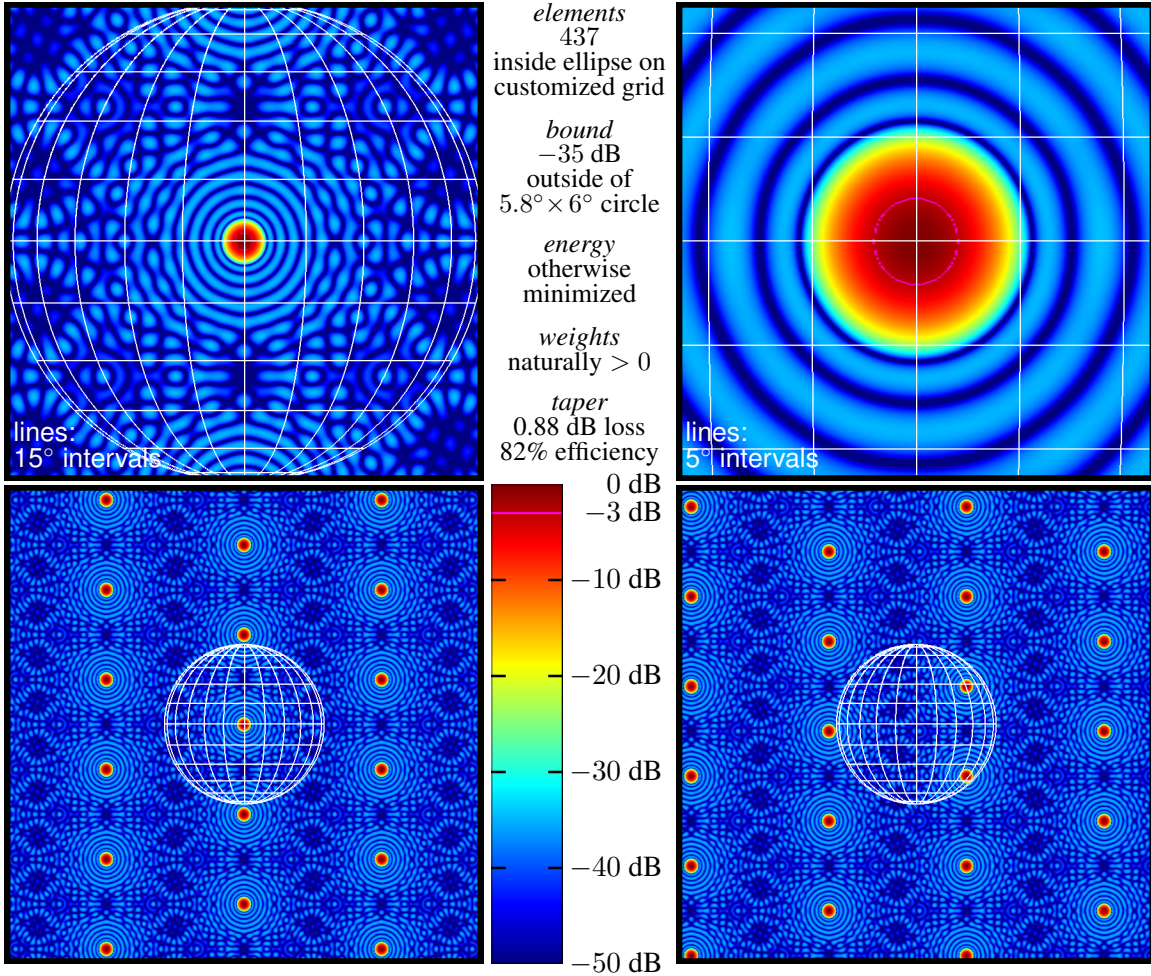 elements
437
inside ellipse on
customized grid
bound
−35 dB
outside of
5.8°× 6° circle
energy
otherwise
minimized
weights
naturally > 0
taper
0.88 dB loss
82% efficiency
lines:
15° intervals
lines:
5° intervals
0 dB
−3 dB
−10 dB
−20 dB
−30 dB
−40 dB
−50 dB